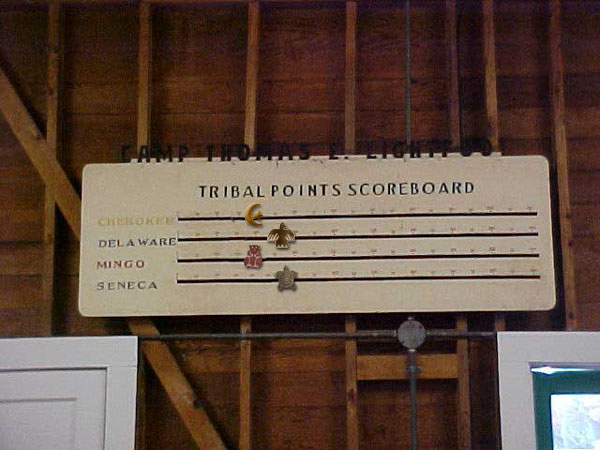 CAMP THOMAS E. LIGHTFOOT
TRIBAL POINTS SCOREBOARD
CHEROKEE
DELAWARE
MINGO
SENECA